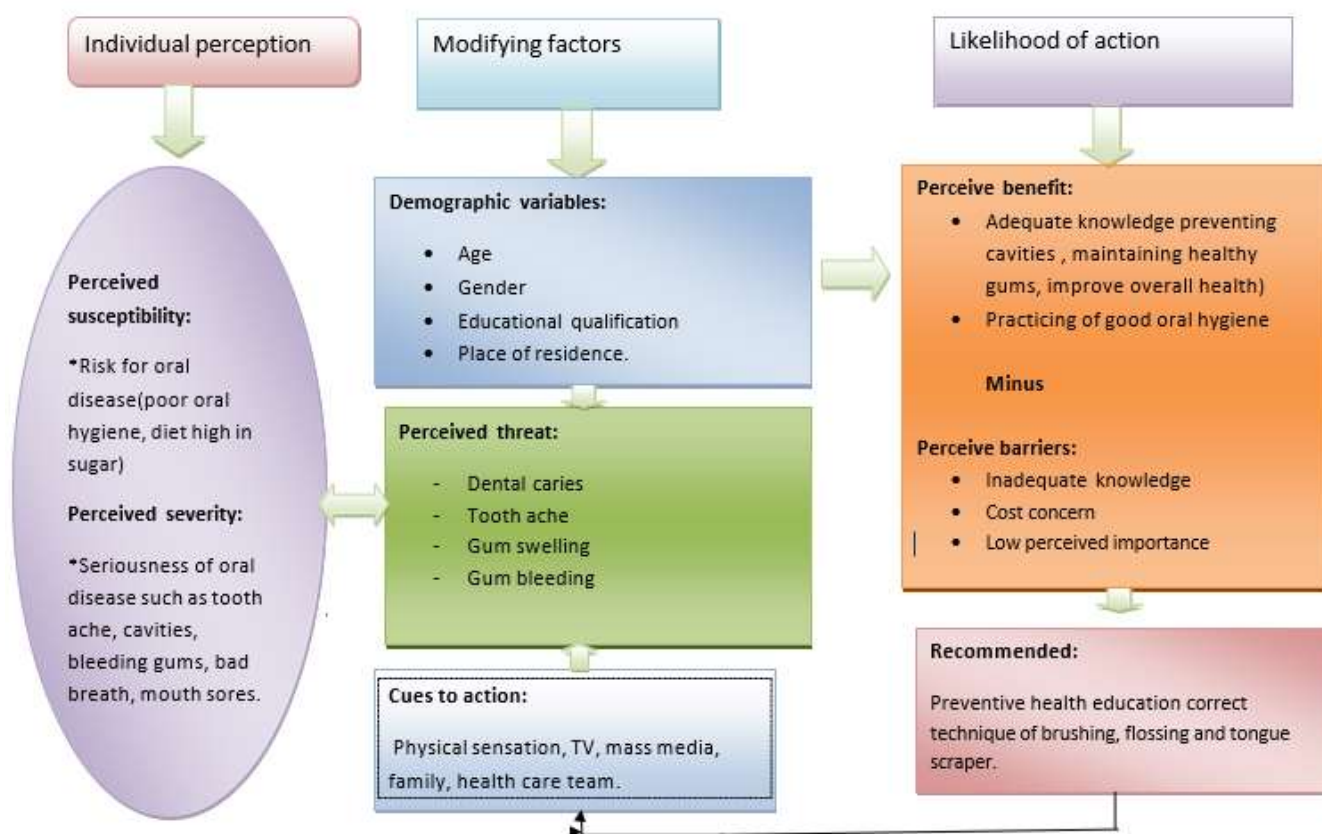 Individual perception
Modifying factors
Likelihood of action
Perceived
susceptibility:
*Risk for oral
disease(poor oral
hygiene, diet high in
sugar)
Perceived severity:
*Seriousness of oral
disease such as tooth
ache, cavities,
bleeding gums, bad
breath, mouth sores.
Demographic variables:
• Age
• Gender
• Educational qualification
• Place of residence.
Perceived threat:
- Dental caries
- Tooth ache
- Gum swelling
- Gum bleeding
Cues to action:
Physical sensation, TV, mass media,
family, health care team.
Perceive benefit:
• Adequate knowledge preventing
cavities , maintaining healthy
gums, improve overall health)
• Practicing of good oral hygiene
Minus
Perceive barriers:
• Inadequate knowledge
• Cost concern
• Low perceived importance
Recommended:
Preventive health education correct
technique of brushing, flossing and tongue
scraper.